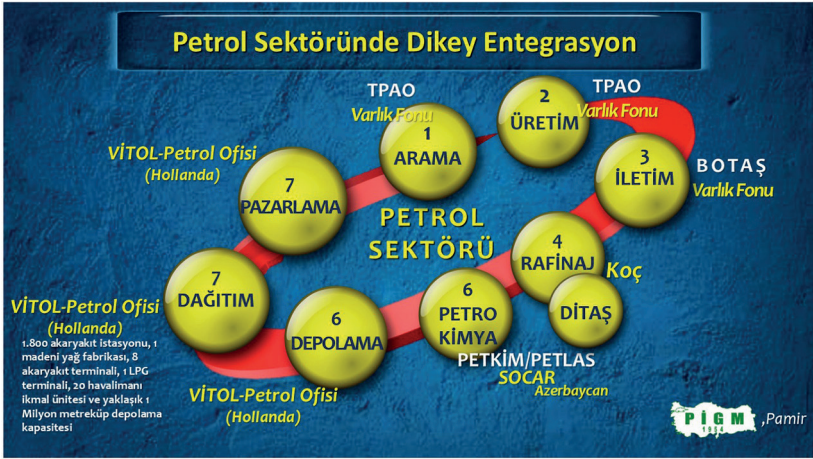 Petrol Sektöründe Dikey Entegrasyon
TPAO
Varlık Fonu
1
ARAMA
2
ÜRETİM
TPAO
Varlık Fonu
3
İLETİM
BOTAŞ
Varlık Fonu
VİTOL-Petrol Ofisi
(Hollanda)
7
PAZARLAMA
PETROL
SEKTÖRÜ
4
RAFİNAJ
Koç
DİTAŞ
7
DAĞITIM
VİTOL-Petrol Ofisi
(Hollanda)
1.800 akaryakıt istasyonu, 1
madeni yağ fabrikası, 8
akaryakıt terminali, 1 LPG
terminali, 20 havalimanı
ikmal ünitesi ve yaklaşık 1
Milyon metreküp depolama
kapasitesi
6
DEPOLAMA
VİTOL-Petrol Ofisi
(Hollanda)
6
PETRO
KİMYA
PETKİM/PETLAS
SOCAR
Azerbaycan
PİGM
1954
,Pamir